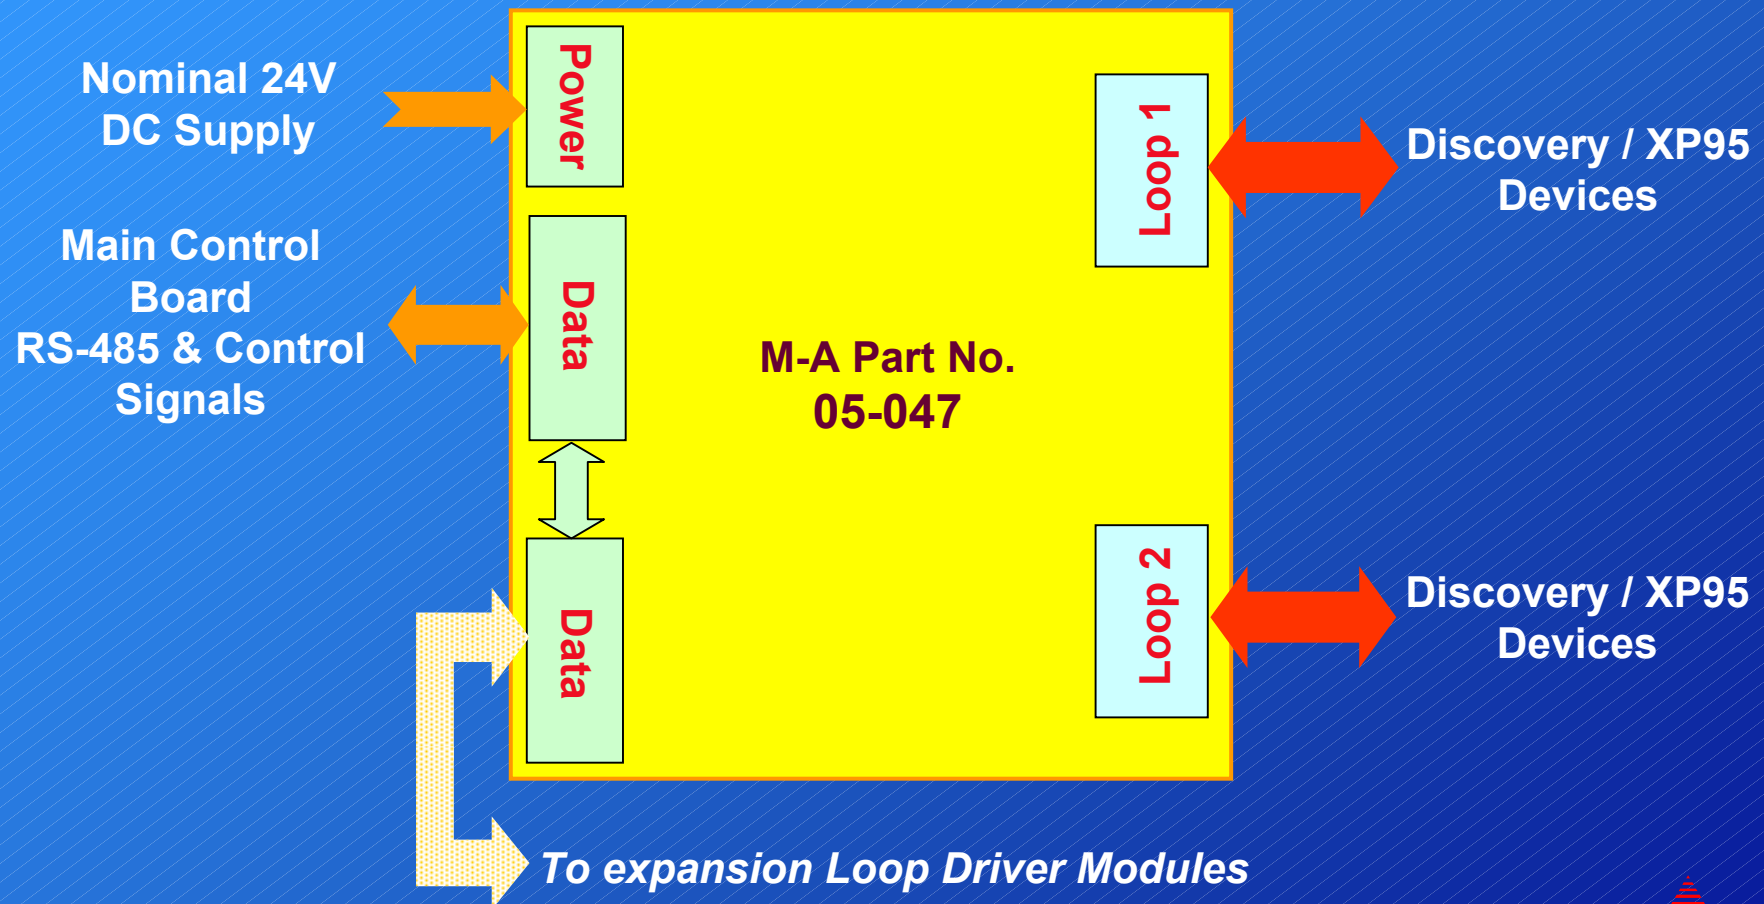 Nominal 24V
DC Supply
Power
Main Control
Board
RS-485 & Control
Signals
Data
Data
M-A Part No.
05-047
Loop 1
Discovery / XP95
Devices
Loop 2
Discovery / XP95
Devices
To expansion Loop Driver Modules